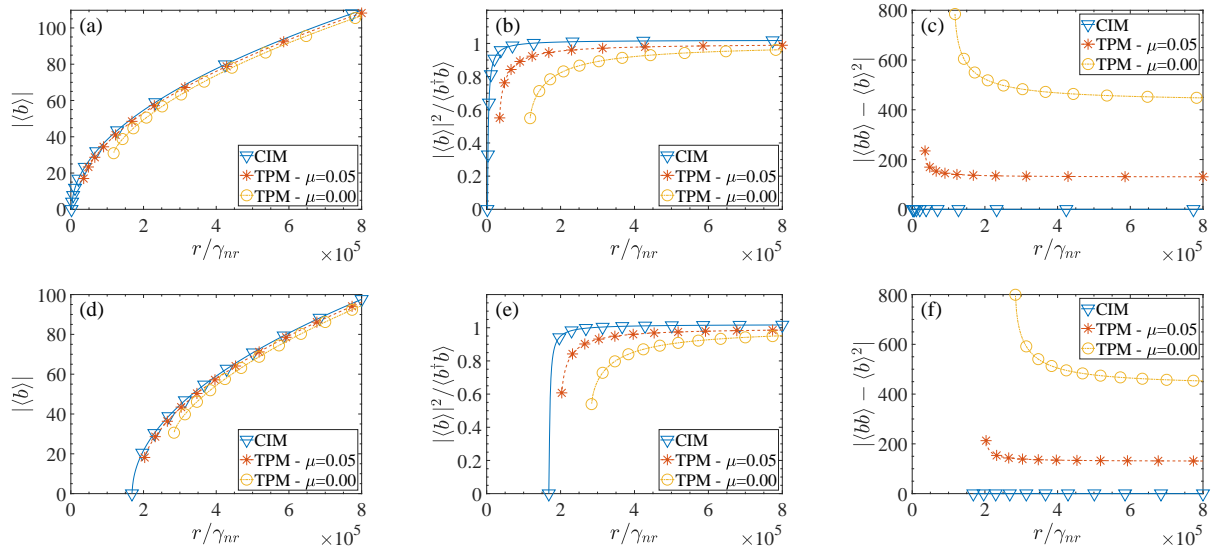 (a)
100
80
60
40
20
0
|⟨b⟩|
CIM
TPM - μ=0.05
TPM - μ=0.00
0 2 4 6 8
r/γnr ×10^5
(b)
1
0.8
0.6
0.4
0.2
0
|⟨b⟩|²/⟨b†b⟩
CIM
TPM - μ=0.05
TPM - μ=0.00
0 2 4 6 8
r/γnr ×10^5
(c)
800
600
400
200
0
|⟨bb⟩ − ⟨b⟩²|
CIM
TPM - μ=0.05
TPM - μ=0.00
0 2 4 6 8
r/γnr ×10^5
(d)
100
80
60
40
20
0
|⟨b⟩|
CIM
TPM - μ=0.05
TPM - μ=0.00
0 2 4 6 8
r/γnr ×10^5
(e)
1
0.8
0.6
0.4
0.2
0
|⟨b⟩|²/⟨b†b⟩
CIM
TPM - μ=0.05
TPM - μ=0.00
0 2 4 6 8
r/γnr ×10^5
(f)
800
600
400
200
0
|⟨bb⟩ − ⟨b⟩²|
CIM
TPM - μ=0.05
TPM - μ=0.00
0 2 4 6 8
r/γnr ×10^5